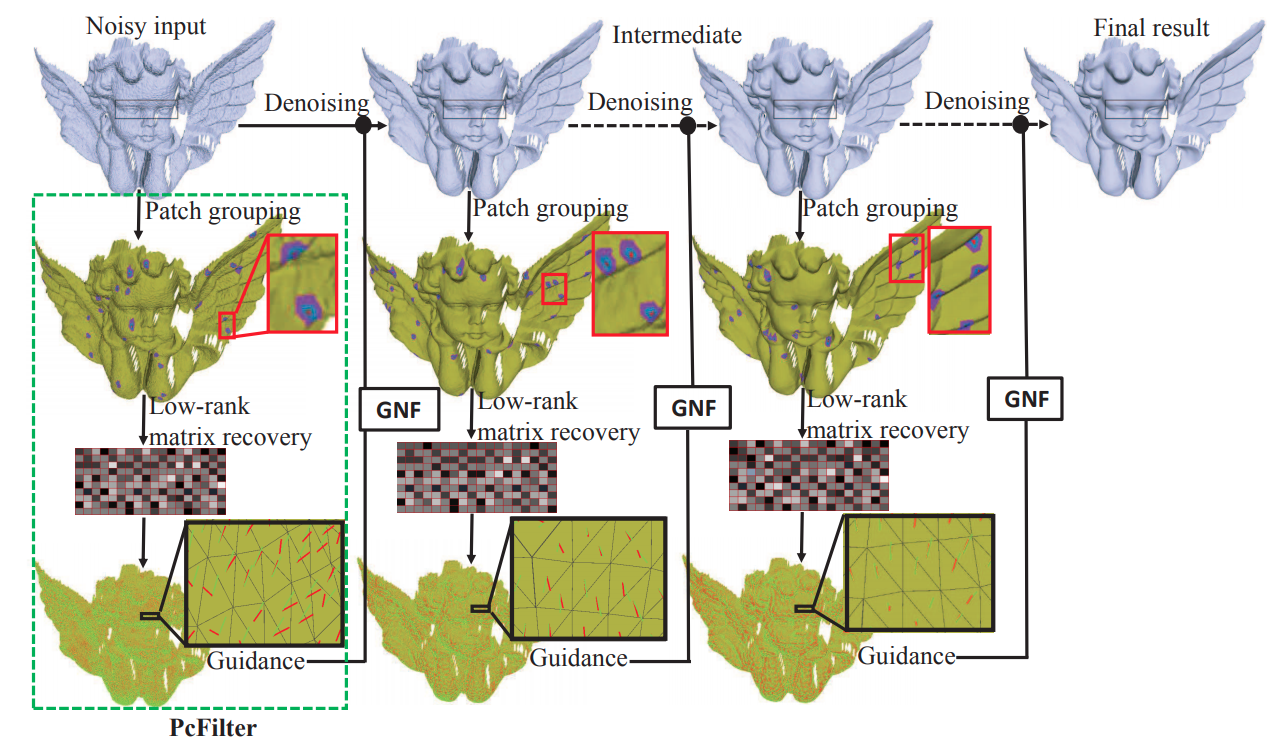 Noisy input
Intermediate
Final result
Denoising
Denoising
Denoising
Patch grouping
Patch grouping
Patch grouping
GNF
GNF
GNF
Low-rank
matrix recovery
Low-rank
matrix recovery
Low-rank
matrix recovery
Guidance
Guidance
Guidance
PcFilter